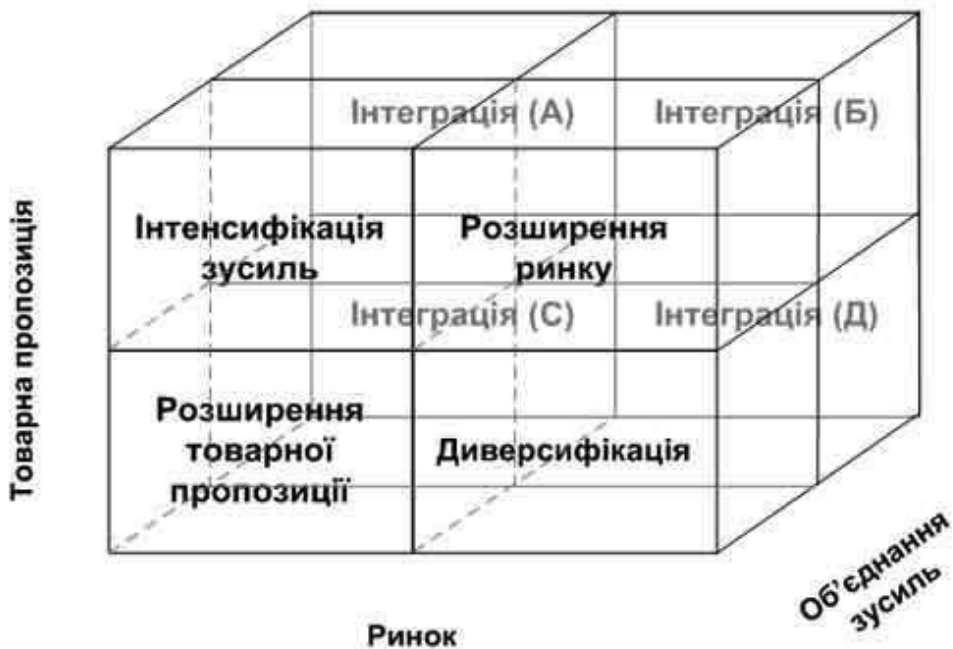 Інтеграція (А) Інтеграція (Б)
Інтенсифікація Розширення
зусиль ринку
Інтеграція (С) Інтеграція (Д)
Розширення
товарної Диверсифікація
пропозиції
Товарна пропозиція
Об’єднання
зусиль
Ринок